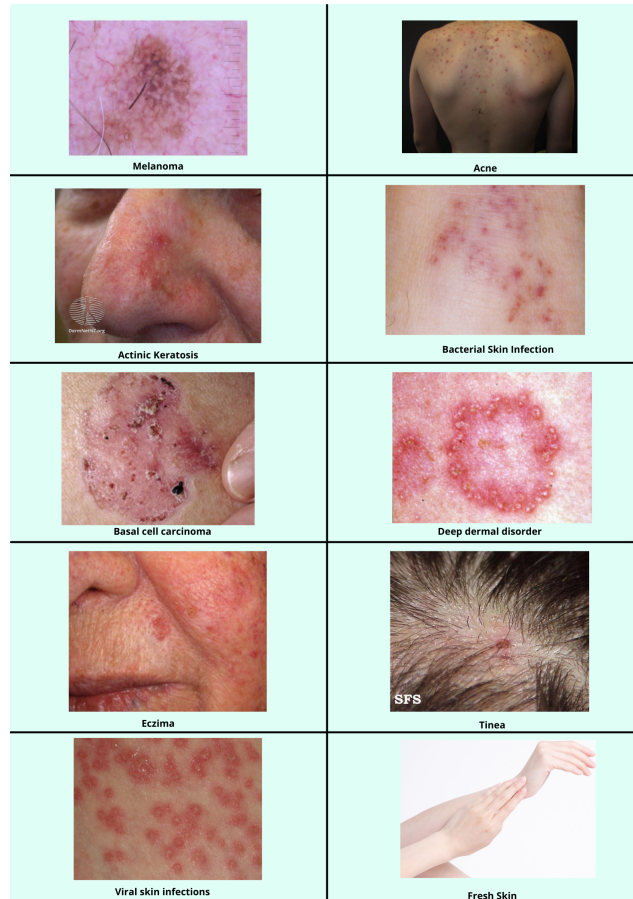 Melanoma
Acne
DermNetNZ.org
Actinic Keratosis
Bacterial Skin Infection
Basal cell carcinoma
Deep dermal disorder
Eczima
SFS
Tinea
Viral skin infections
Fresh Skin